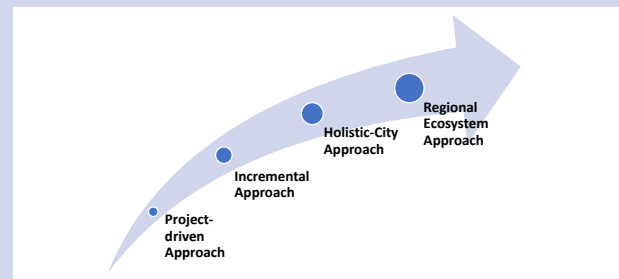 Project-
driven
Approach
Incremental
Approach
Holistic-City
Approach
Regional
Ecosystem
Approach